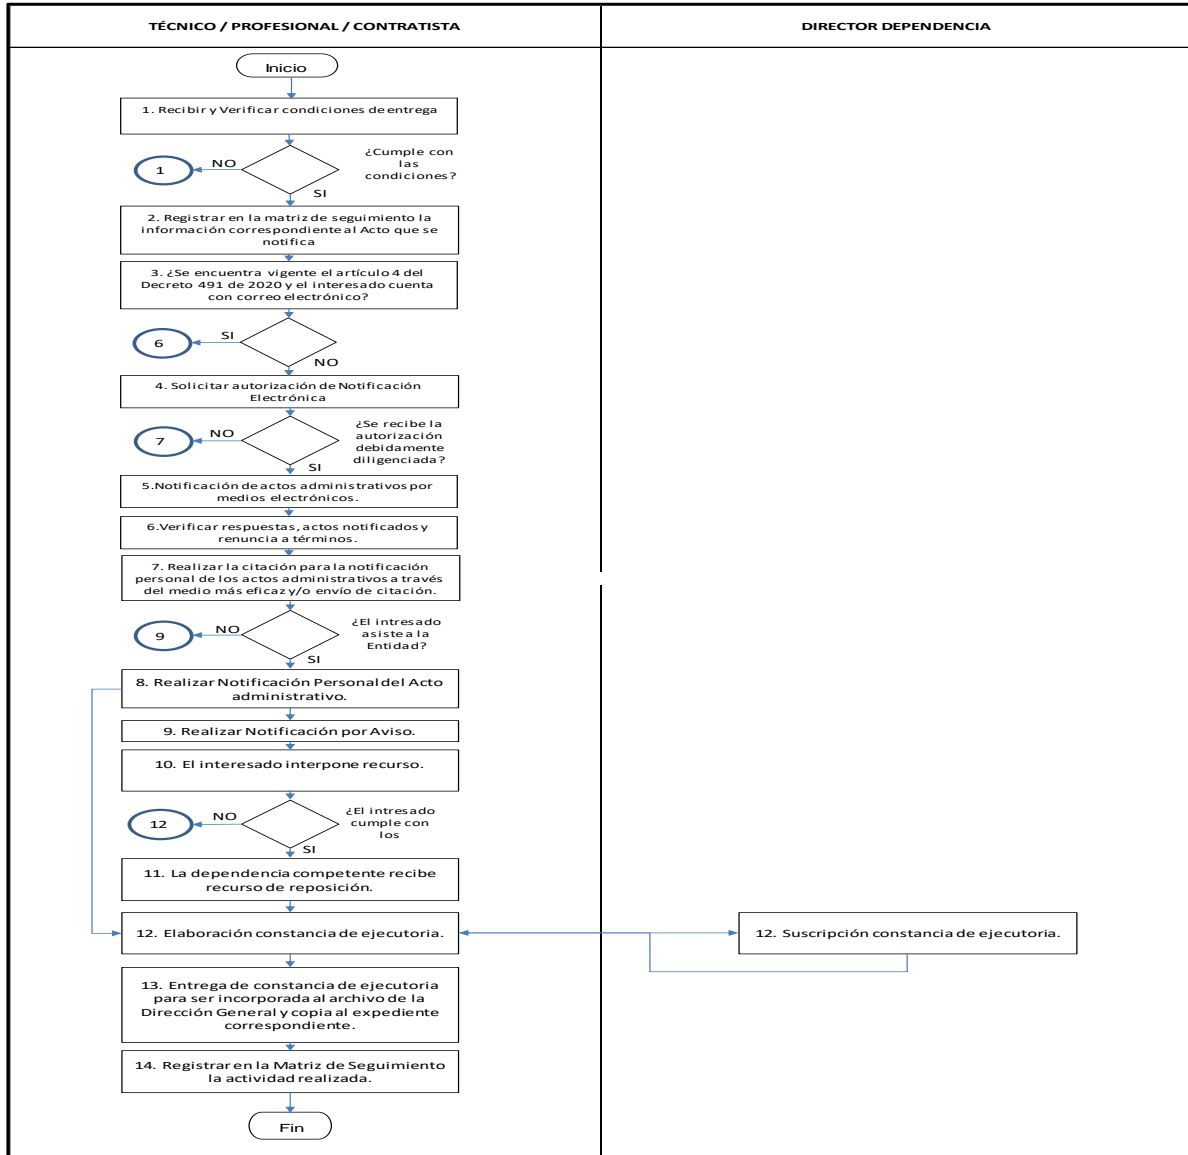 TÉCNICO / PROFESIONAL / CONTRATISTA
DIRECTOR DEPENDENCIA
Inicio
1. Recibir y Verificar condiciones de entrega
¿Cumple con
las
condiciones?
NO
1
SI
2. Registrar en la matriz de seguimiento la
información correspondiente al Acto que se
notifica
3. ¿Se encuentra vigente el artículo 4 del
Decreto 491 de 2020 y el interesado cuenta
con correo electrónico?
SI
6
NO
4. Solicitar autorización de Notificación
Electrónica
¿Se recibe la
autorización
debidamente
diligenciada?
NO
7
SI
5.Notificación de actos administrativos por
medios electrónicos.
6.Verificar respuestas, actos notificados y
renuncia a términos.
7. Realizar la citación para la notificación
personal de los actos administrativos a través
del medio más eficaz y/o envío de citación.
¿El intresado
asiste a la
Entidad?
NO
9
SI
8. Realizar Notificación Personal del Acto
administrativo.
9. Realizar Notificación por Aviso.
10. El interesado interpone recurso.
¿El intresado
cumple con
los
NO
12
SI
11. La dependencia competente recibe
recurso de reposición.
12. Elaboración constancia de ejecutoria.
12. Suscripción constancia de ejecutoria.
13. Entrega de constancia de ejecutoria
para ser incorporada al archivo de la
Dirección General y copia al expediente
correspondiente.
14. Registrar en la Matriz de Seguimiento
la actividad realizada.
Fin